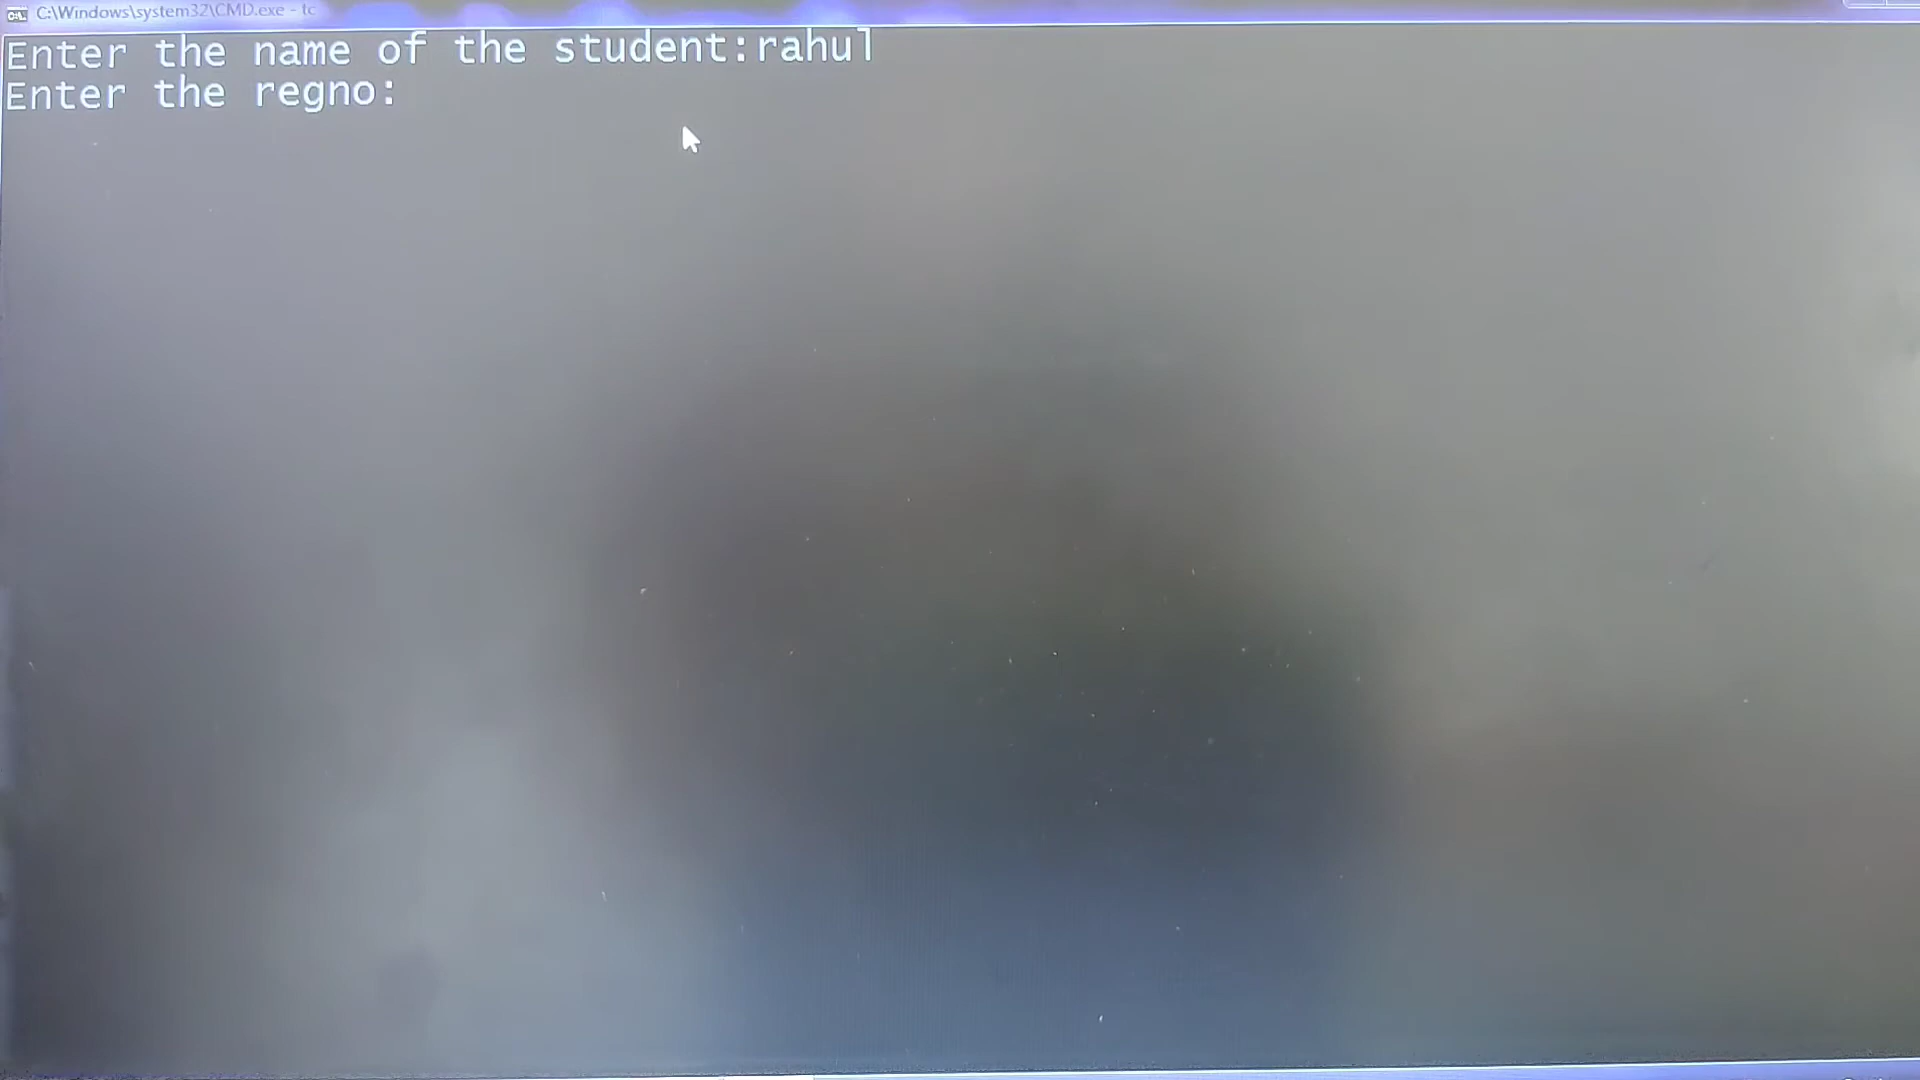 C:\Windows\system32\CMD.exe - tc
Enter the name of the student:rahul
Enter the regno: